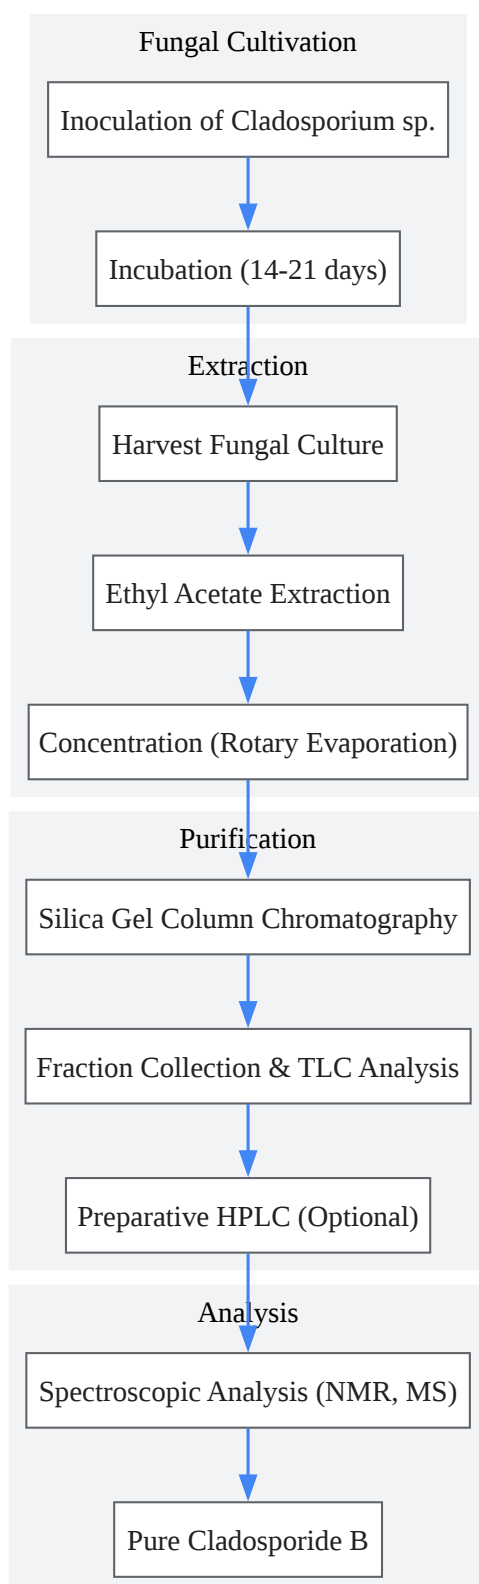 Fungal Cultivation
Inoculation of Cladosporium sp.
Incubation (14-21 days)
Extraction
Harvest Fungal Culture
Ethyl Acetate Extraction
Concentration (Rotary Evaporation)
Purification
Silica Gel Column Chromatography
Fraction Collection & TLC Analysis
Preparative HPLC (Optional)
Analysis
Spectroscopic Analysis (NMR, MS)
Pure Cladosporide B